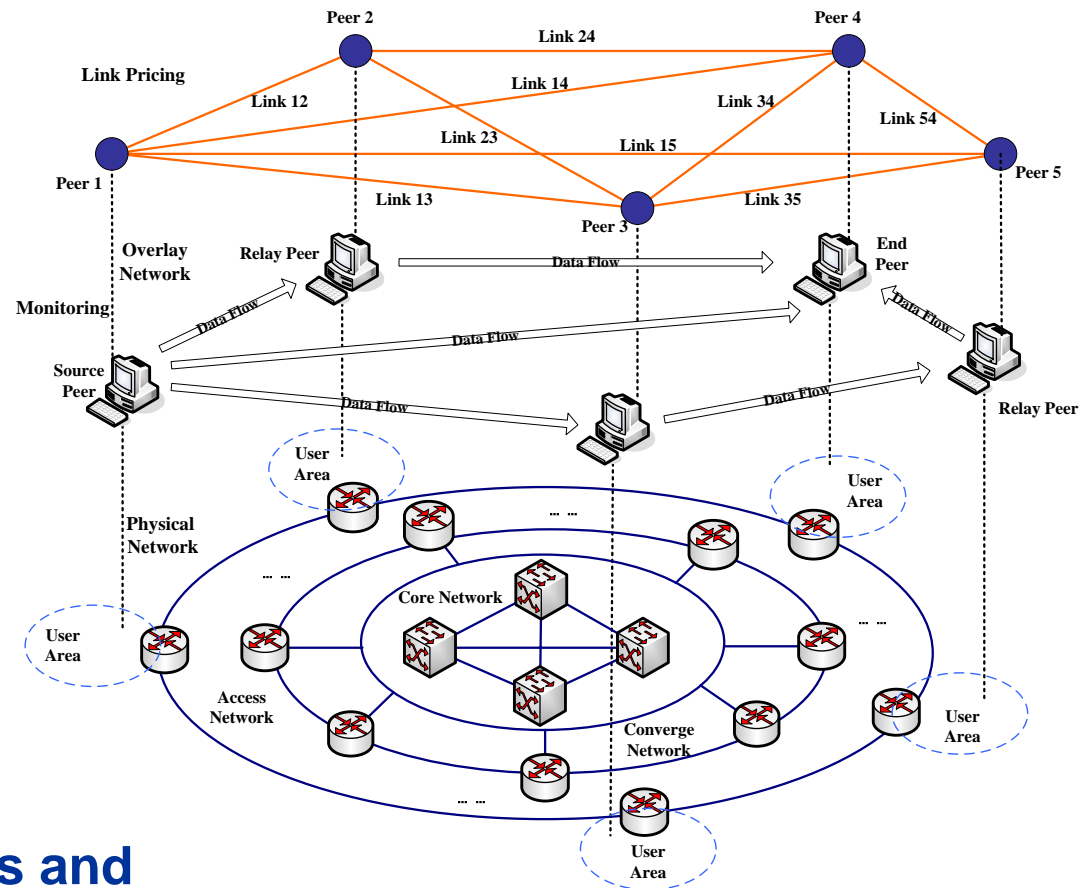 Peer 2
Peer 4
Link 24
Link Pricing
Link 14
Link 12
Link 34
Link 54
Link 23
Link 15
Peer 1
Peer 5
Link 13
Link 35
Peer 3
Overlay
Network
Relay Peer
Data Flow
End
Peer
Monitoring
Data Flow
Data Flow
Data Flow
Source
Peer
Data Flow
Data Flow
Relay Peer
User
Area
User
Area
Physical
Network
... ...
... ...
Core Network
... ...
User
Area
Access
Network
Converge
Network
User
Area
... ...
User
Area
s and